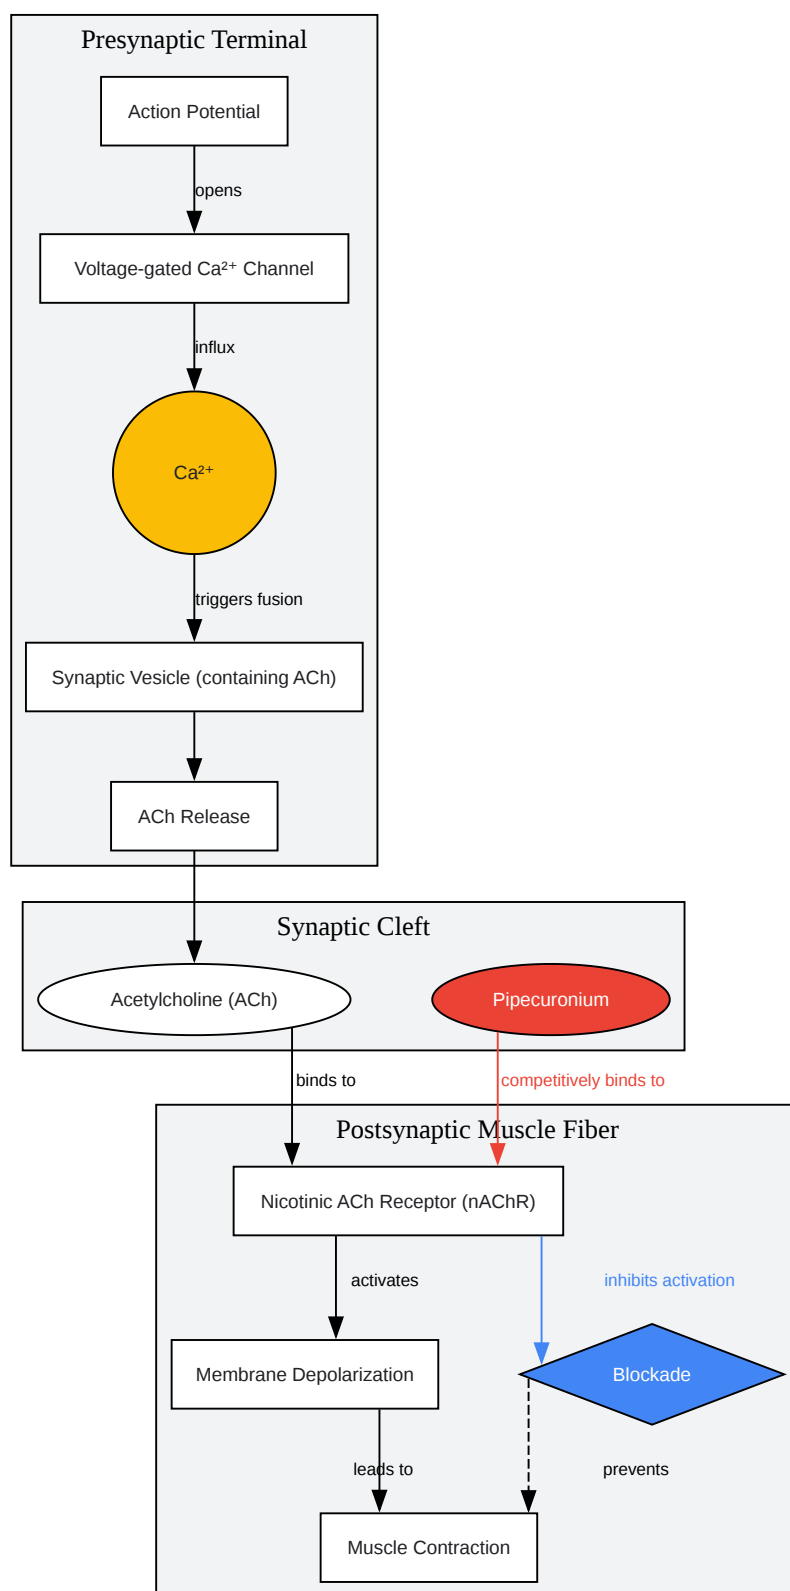 Presynaptic Terminal
Action Potential
opens
Voltage-gated Ca²⁺ Channel
influx
Ca²⁺
triggers fusion
Synaptic Vesicle (containing ACh)
ACh Release
Synaptic Cleft
Acetylcholine (ACh)
Pipecuronium
binds to
competitively binds to
Postsynaptic Muscle Fiber
Nicotinic ACh Receptor (nAChR)
activates
inhibits activation
Membrane Depolarization
Blockade
leads to
prevents
Muscle Contraction